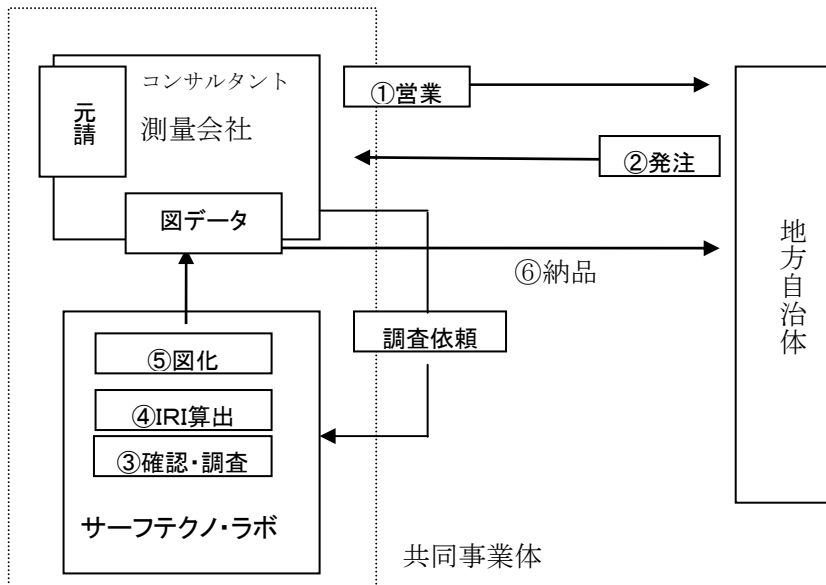 コンサルタント
元請
測量会社
①営業
②発注
図データ
⑥納品
地方自治体
調査依頼
⑤図化
④IRI算出
③確認・調査
サーフテクノ・ラボ
共同事業体